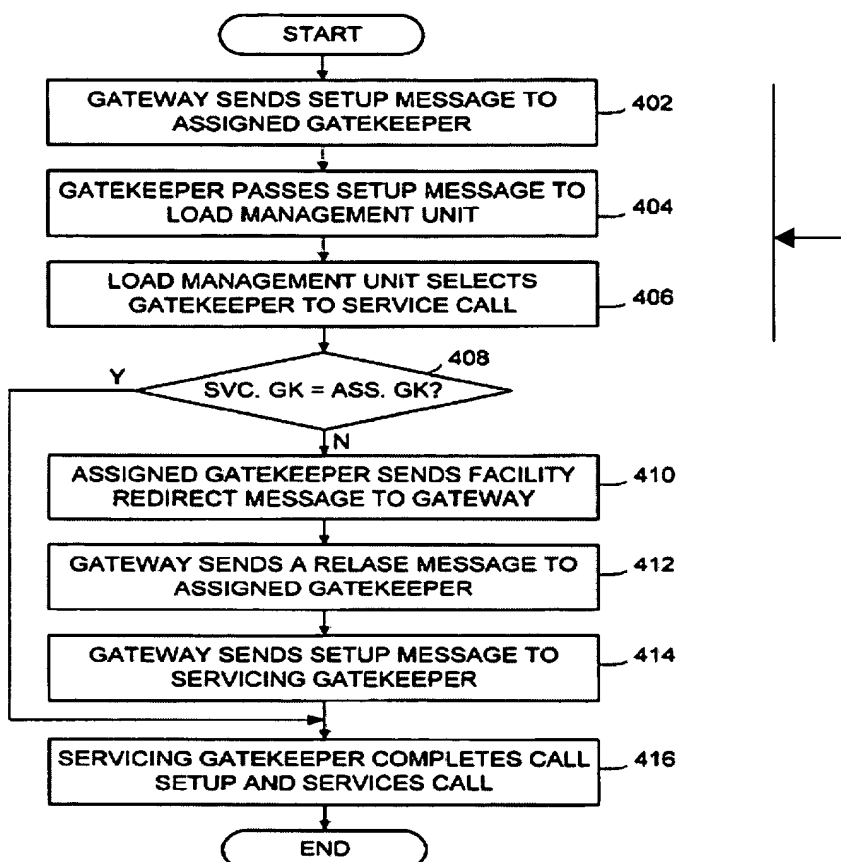 START
GATEWAY SENDS SETUP MESSAGE TO
ASSIGNED GATEKEEPER
402
GATEKEEPER PASSES SETUP MESSAGE TO
LOAD MANAGEMENT UNIT
404
LOAD MANAGEMENT UNIT SELECTS
GATEKEEPER TO SERVICE CALL
406
408
Y
SVC. GK = ASS. GK?
N
ASSIGNED GATEKEEPER SENDS FACILITY
REDIRECT MESSAGE TO GATEWAY
410
GATEWAY SENDS A RELASE MESSAGE TO
ASSIGNED GATEKEEPER
412
GATEWAY SENDS SETUP MESSAGE TO
SERVICING GATEKEEPER
414
SERVICING GATEKEEPER COMPLETES CALL
SETUP AND SERVICES CALL
416
END